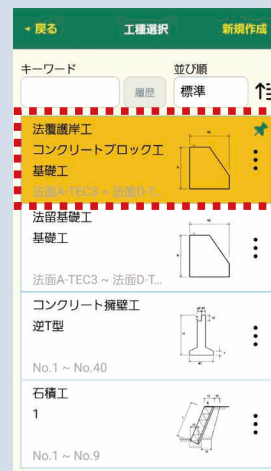 戻る 工種選択 新規作成
キーワード 並び順
履歴 標準
法覆護岸工
コンクリートブロック工
基礎工
法面A-TEC3 ~ 法面D-T...
法留基礎工
基礎工
法面A-TEC3 ~ 法面D-T...
コンクリート擁壁工
逆T型
No.1 ~ No.40
石積工
1
No.1 ~ No.9